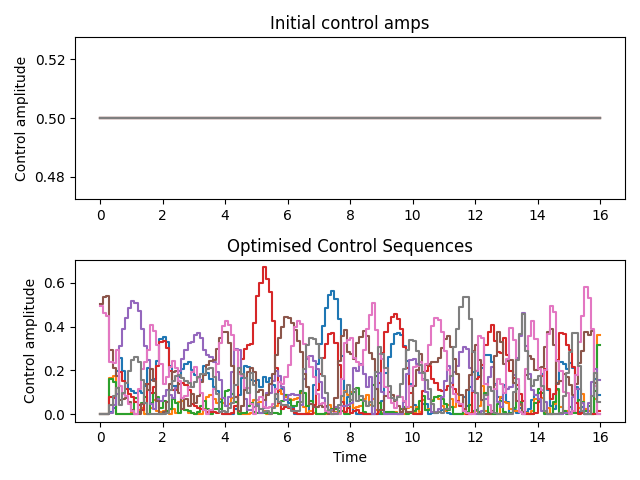 Initial control amps
Control amplitude
0.52
0.50
0.48
0 2 4 6 8 10 12 14 16
Optimised Control Sequences
Control amplitude
0.6
0.4
0.2
0.0
0 2 4 6 8 10 12 14 16
Time